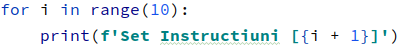 for i in range(10):
    print(f'Set Instructiuni [{i + 1}]')